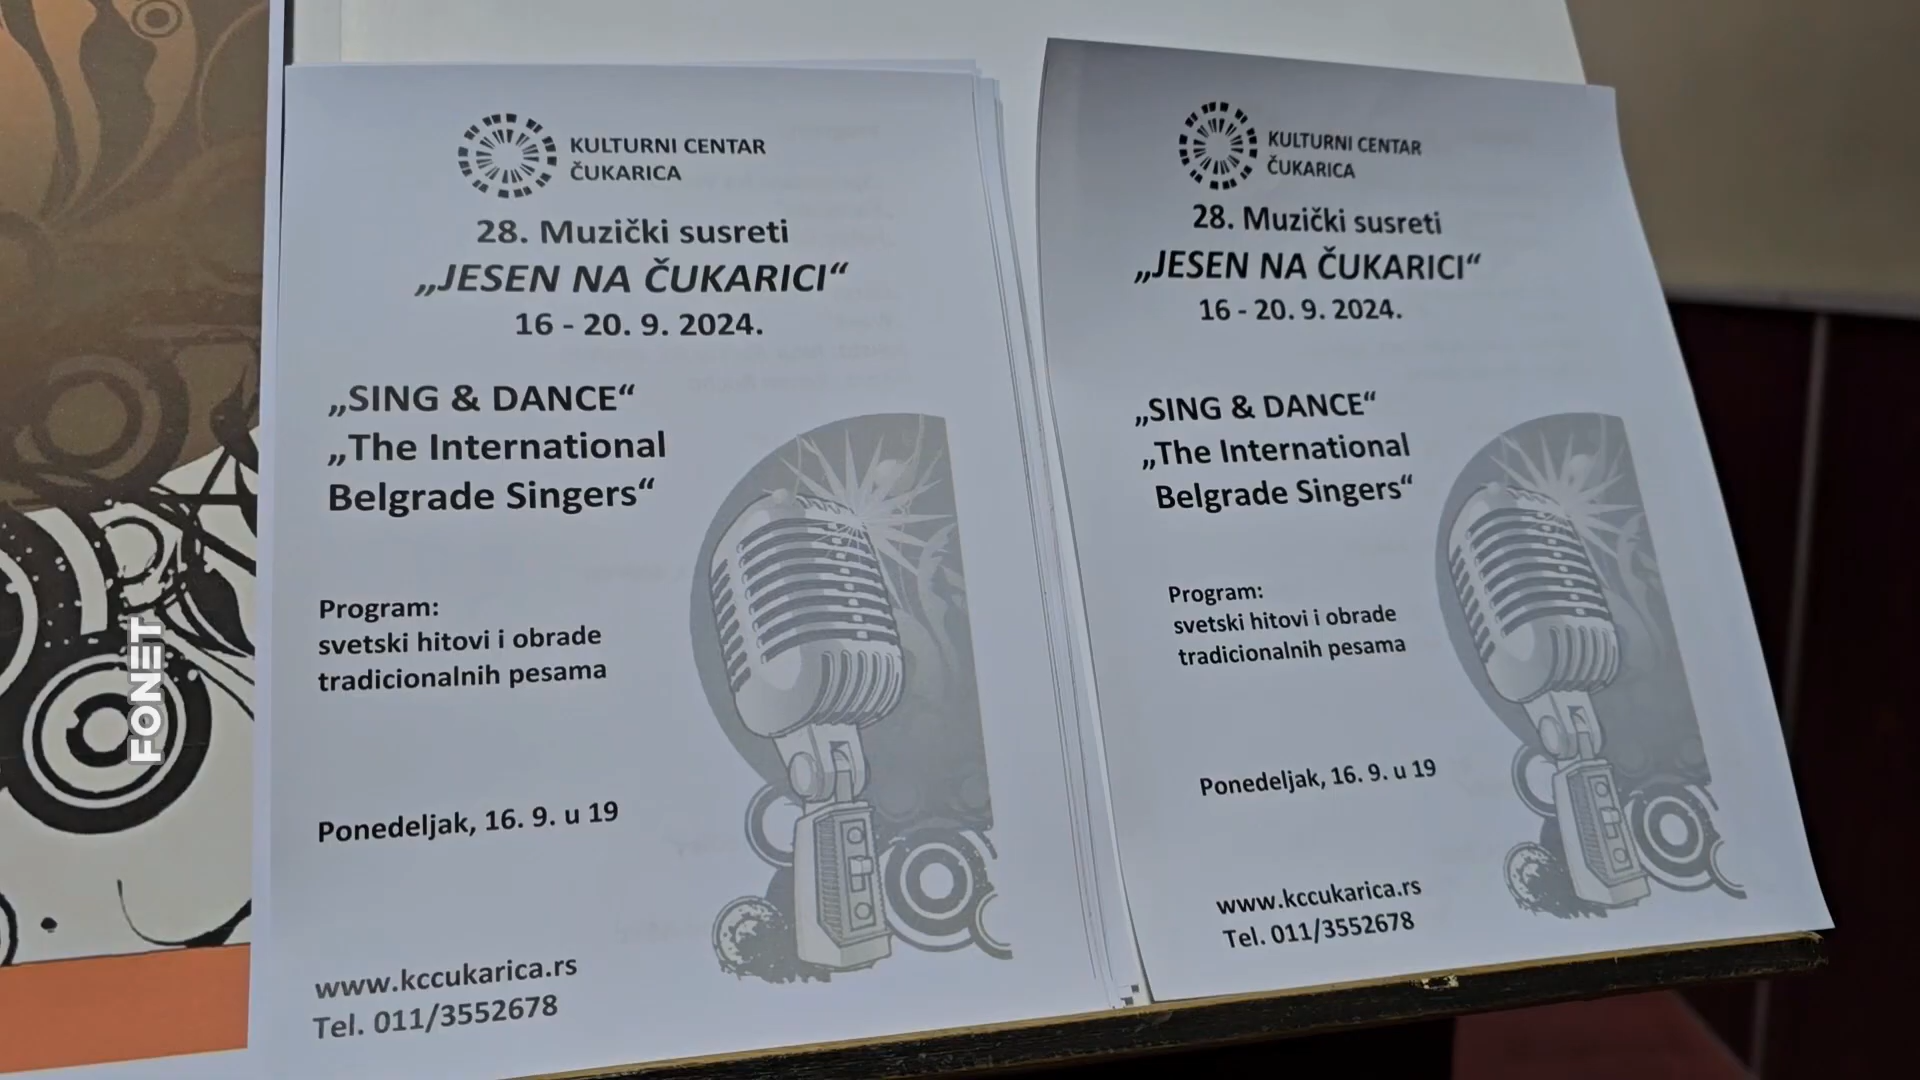 KULTURNI CENTAR
ČUKARICA
28. Muzički susreti
„JESEN NA ČUKARICI“
16 - 20. 9. 2024.
„SING & DANCE“
„The International
Belgrade Singers“
Program:
svetski hitovi i obrade
tradicionalnih pesama
Ponedeljak, 16. 9. u 19
www.kccukarica.rs
Tel. 011/3552678
KULTURNI CENTAR
ČUKARICA
28. Muzički susreti
„JESEN NA ČUKARICI“
16 - 20. 9. 2024.
„SING & DANCE“
„The International
Belgrade Singers“
Program:
svetski hitovi i obrade
tradicionalnih pesama
Ponedeljak, 16. 9. u 19
www.kccukarica.rs
Tel. 011/3552678
FONET